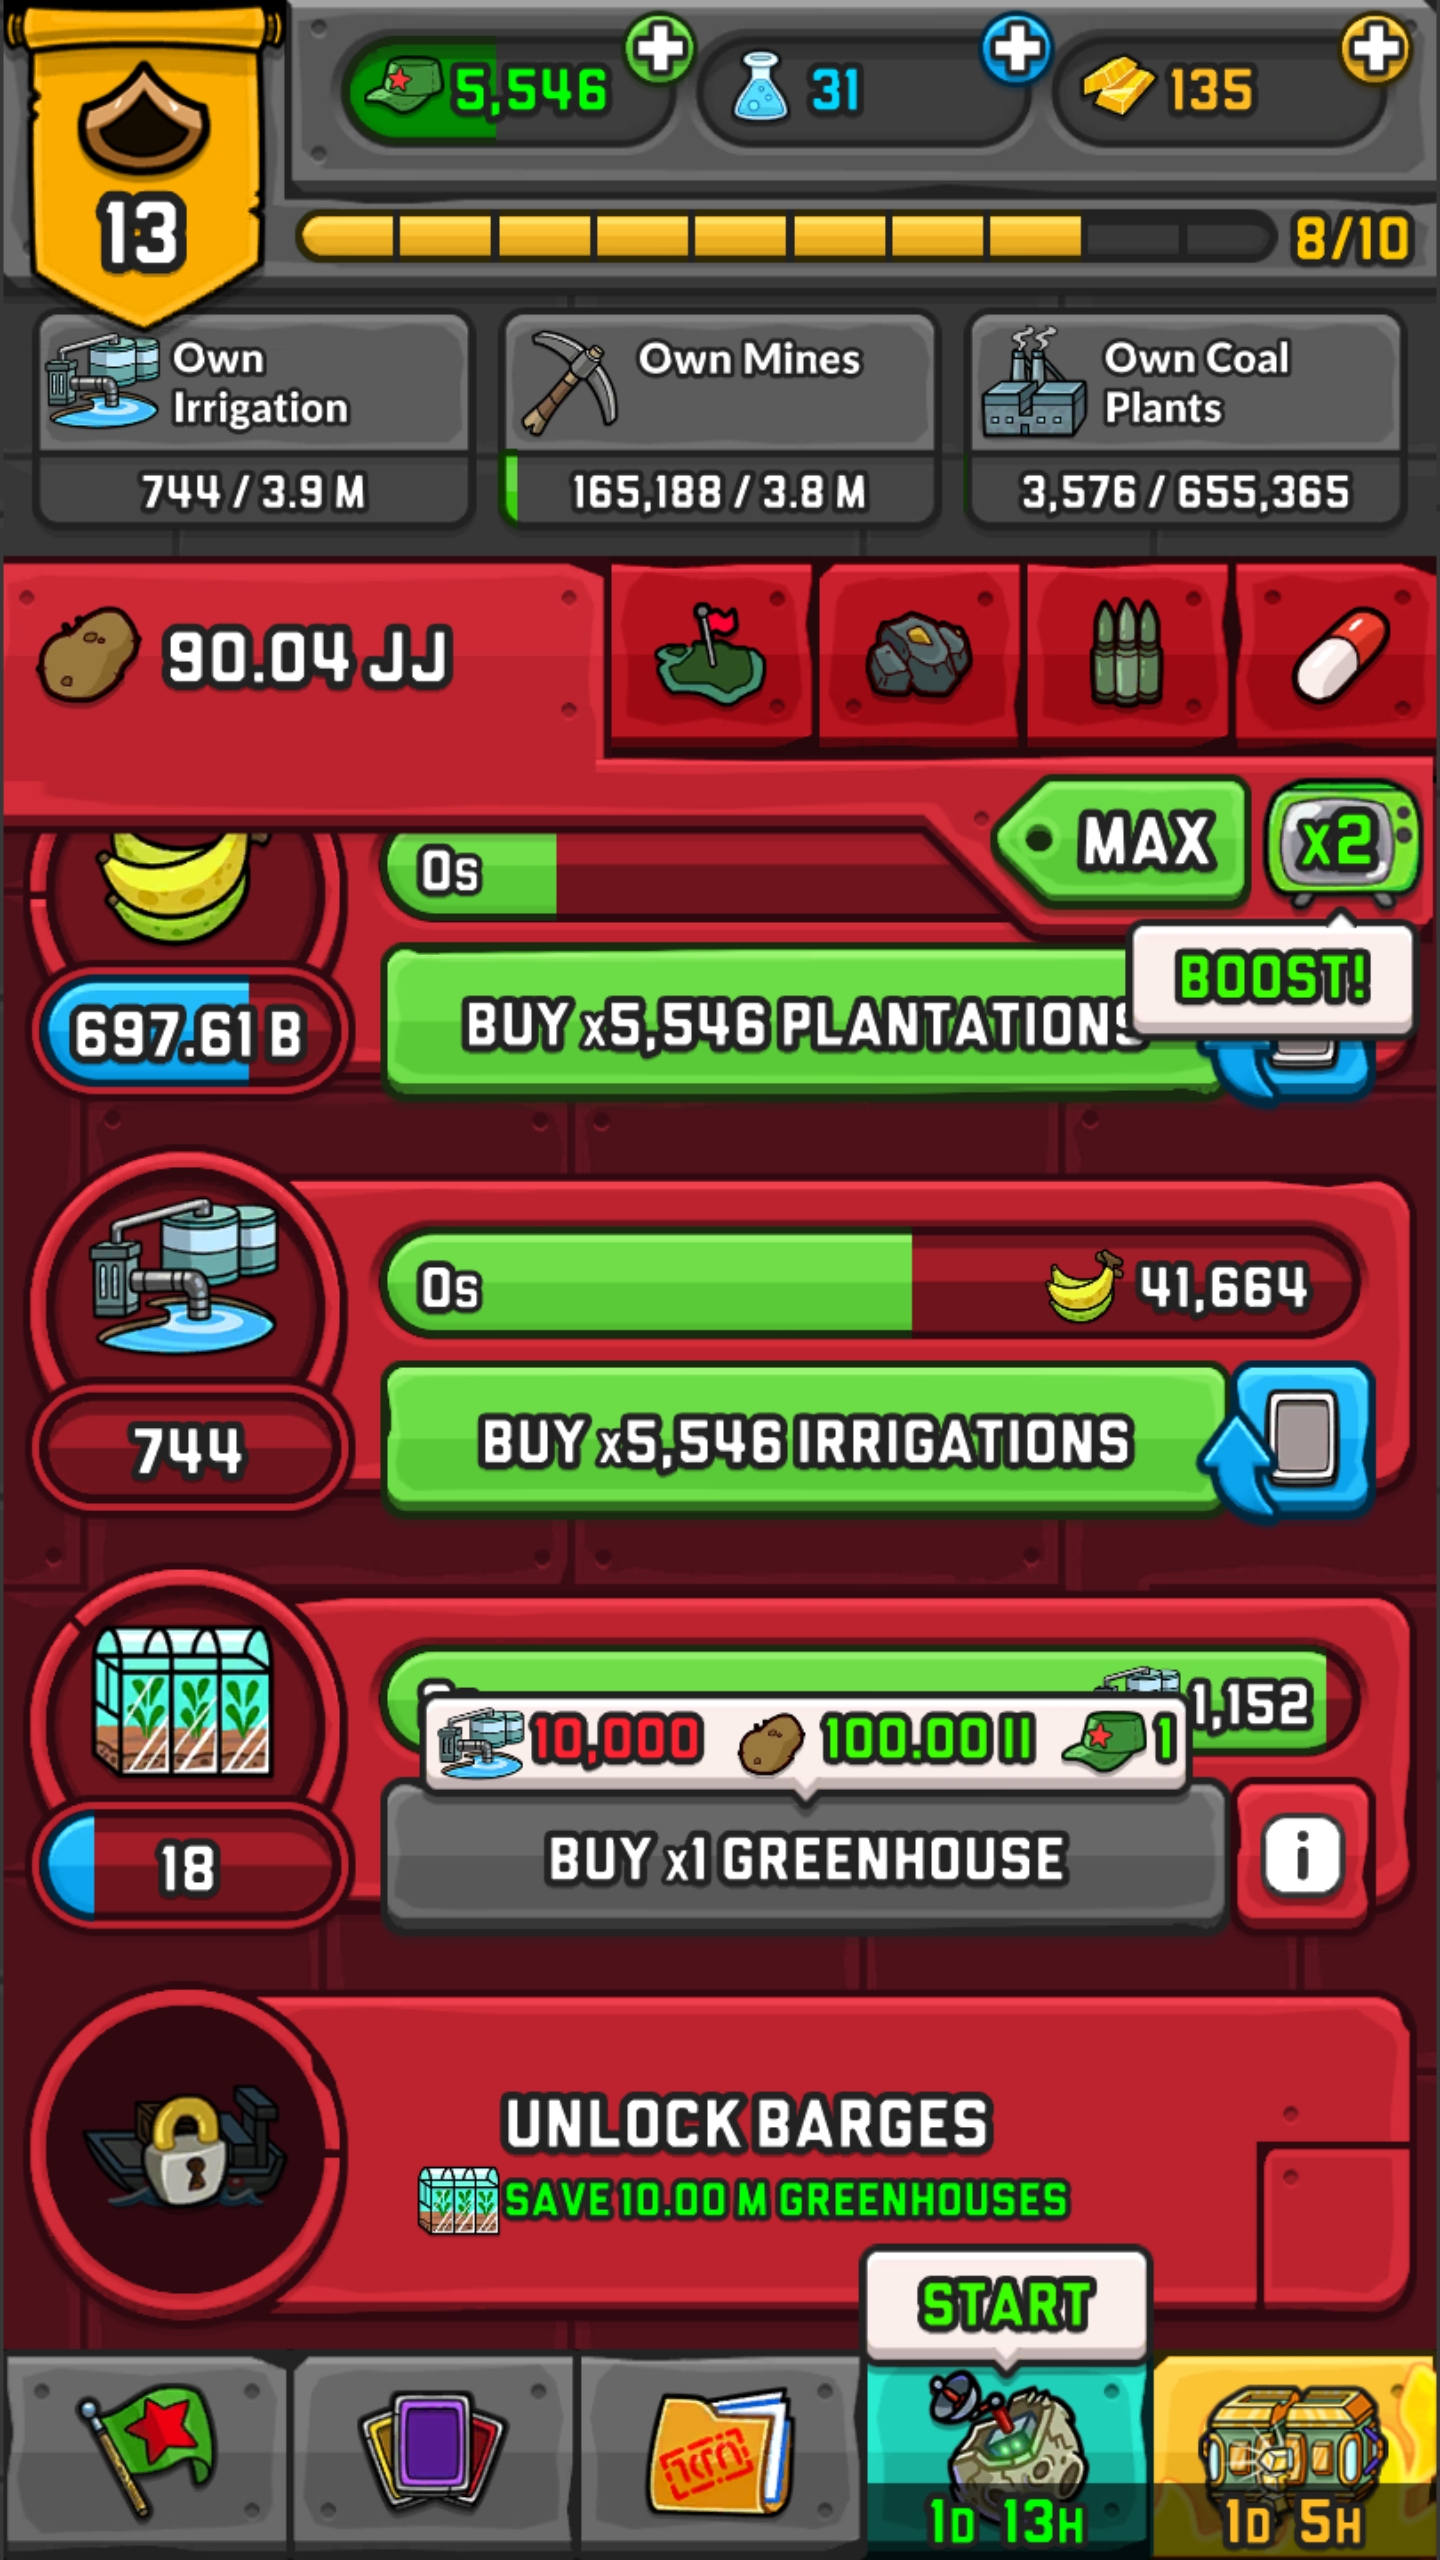 5,546
31
135
13
8/10
Own
Irrigation
744 / 3.9 M
Own Mines
165,188 / 3.8 M
Own Coal
Plants
3,576 / 655,365
90.04 JJ
MAX
x2
0s
BOOST!
697.61 B
BUY x5,546 PLANTATIONS
0s
41,664
744
BUY x5,546 IRRIGATIONS
1,152
10,000
100.00 II
1
18
BUY x1 GREENHOUSE
i
UNLOCK BARGES
SAVE 10.00 M GREENHOUSES
START
1D 13H
1D 5H